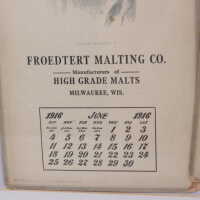 FROEDTERT MALTING CO.
Manufacturers of
HIGH GRADE MALTS
MILWAUKEE, WIS.
1916 JUNE 1916
1 2 3
4 5 6 7 8 9 10
11 12 13 14 15 16 17
18 19 20 21 22 23 24
25 26 27 28 29 30